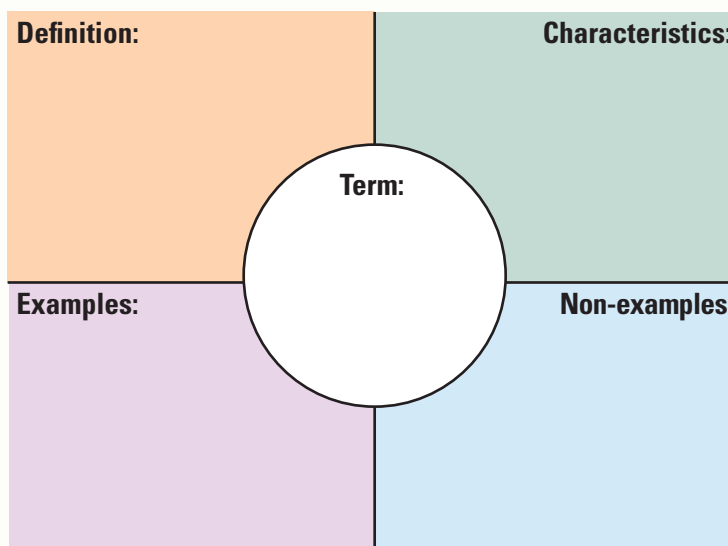 Definition:
Characteristics:
Term:
Examples:
Non-examples